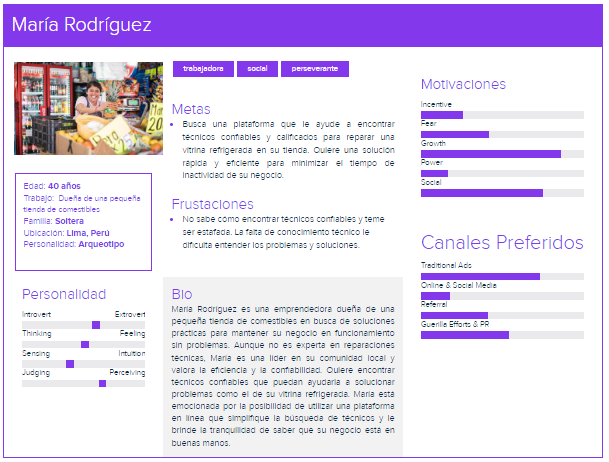 María Rodríguez
trabajadora
social
perseverante
Metas
Busca una plataforma que le ayude a encontrar
técnicos confiables y calificados para reparar una
vitrina refrigerada en su tienda. Quiere una solución
rápida y eficiente para minimizar el tiempo de
inactividad de su negocio.
Edad: 40 años
Trabajo: Dueña de una pequeña
tienda de comestibles
Familia: Soltera
Ubicación: Lima, Perú
Personalidad: Arqueotipo
Frustaciones
No sabe cómo encontrar técnicos confiables y teme
ser estafada. La falta de conocimiento técnico le
dificulta entender los problemas y soluciones.
Personalidad
Introvert Extrovert
Thinking Feeling
Sensing Intuition
Judging Perceiving
Bio
María Rodríguez es una emprendedora dueña de una
pequeña tienda de comestibles en busca de soluciones
prácticas para mantener su negocio en funcionamiento
sin problemas. Aunque no es experta en reparaciones
técnicas, María es una líder en su comunidad local y
valora la eficiencia y la confiabilidad. Quiere encontrar
técnicos confiables que puedan ayudarla a solucionar
problemas como el de su vitrina refrigerada. María está
emocionada por la posibilidad de utilizar una plataforma
en línea que simplifique la búsqueda de técnicos y le
brinde la tranquilidad de saber que su negocio está en
buenas manos.
Motivaciones
Incentive
Fear
Growth
Power
Social
Canales Preferidos
Traditional Ads
Online & Social Media
Referral
Guerilla Efforts & PR